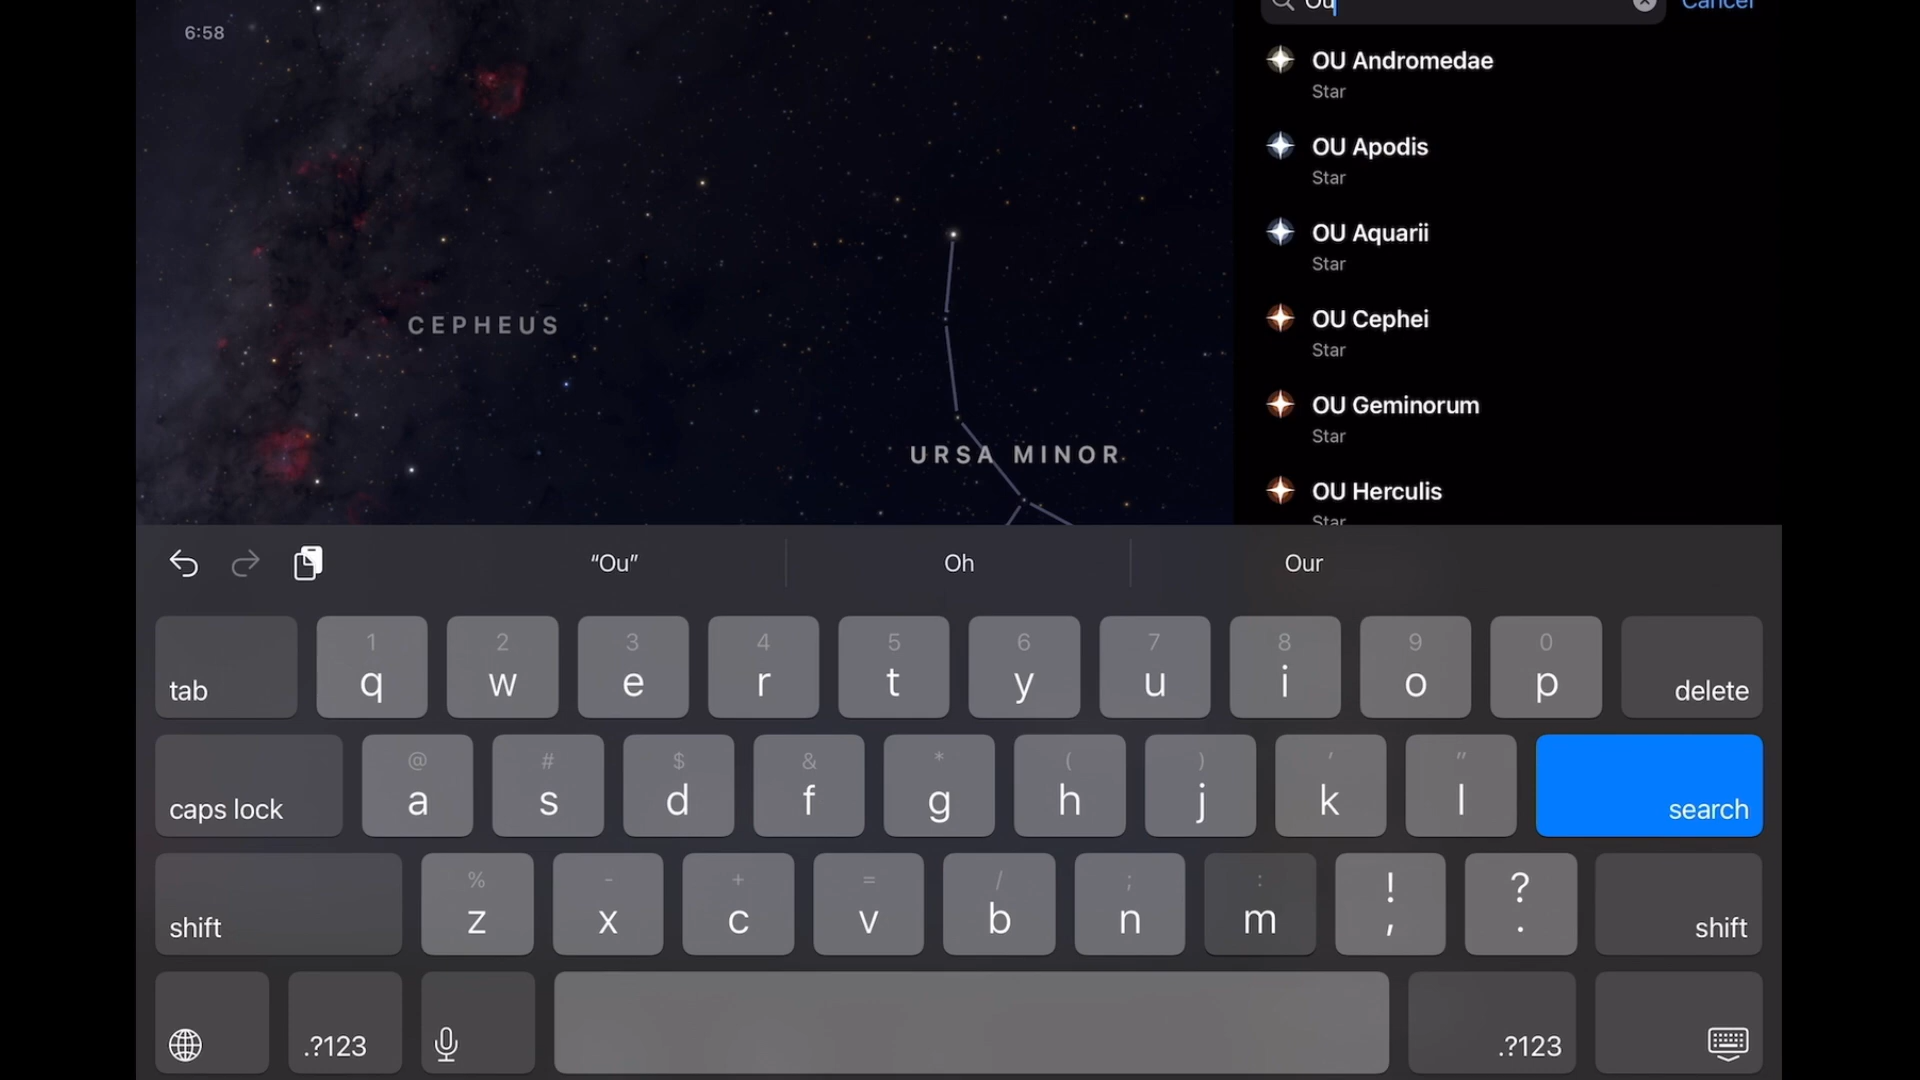 6:58
Ou
Cancel
OU Andromedae
Star
OU Apodis
Star
OU Aquarii
Star
OU Cephei
Star
OU Geminorum
Star
OU Herculis
Star
CEPHEUS
URSA MINOR
“Ou” Oh Our
1 2 3 4 5 6 7 8 9 0
tab q w e r t y u i o p delete
@ # $ & * ( ) ' "
caps lock a s d f g h j k l search
% - + = / ; : ! ?
shift z x c v b n m , . shift
.?123 .?123